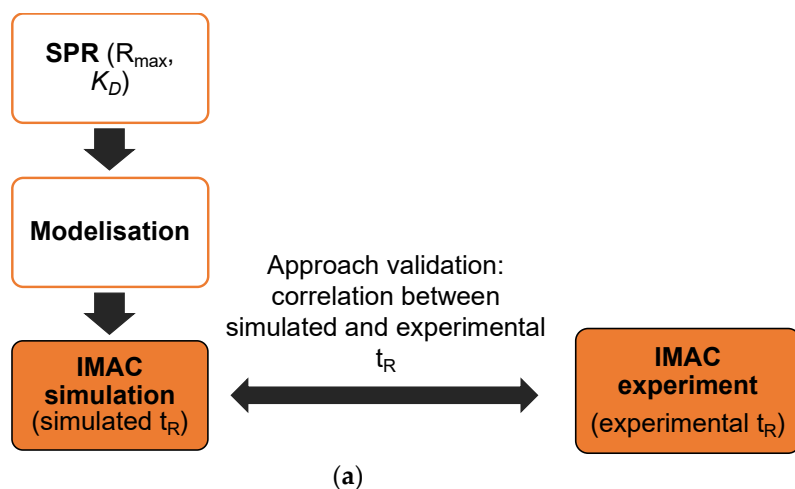 SPR (Rmax,
KD)
Modelisation
Approach validation:
correlation between
simulated and experimental
tR
IMAC
simulation
(simulated tR)
IMAC
experiment
(experimental tR)
(a)